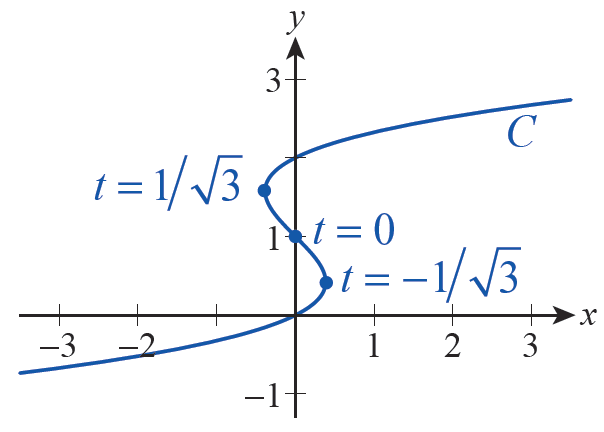 y
3
C
t = 1/√3
1
t = 0
t = −1/√3
x
−3
−2
1
2
3
−1